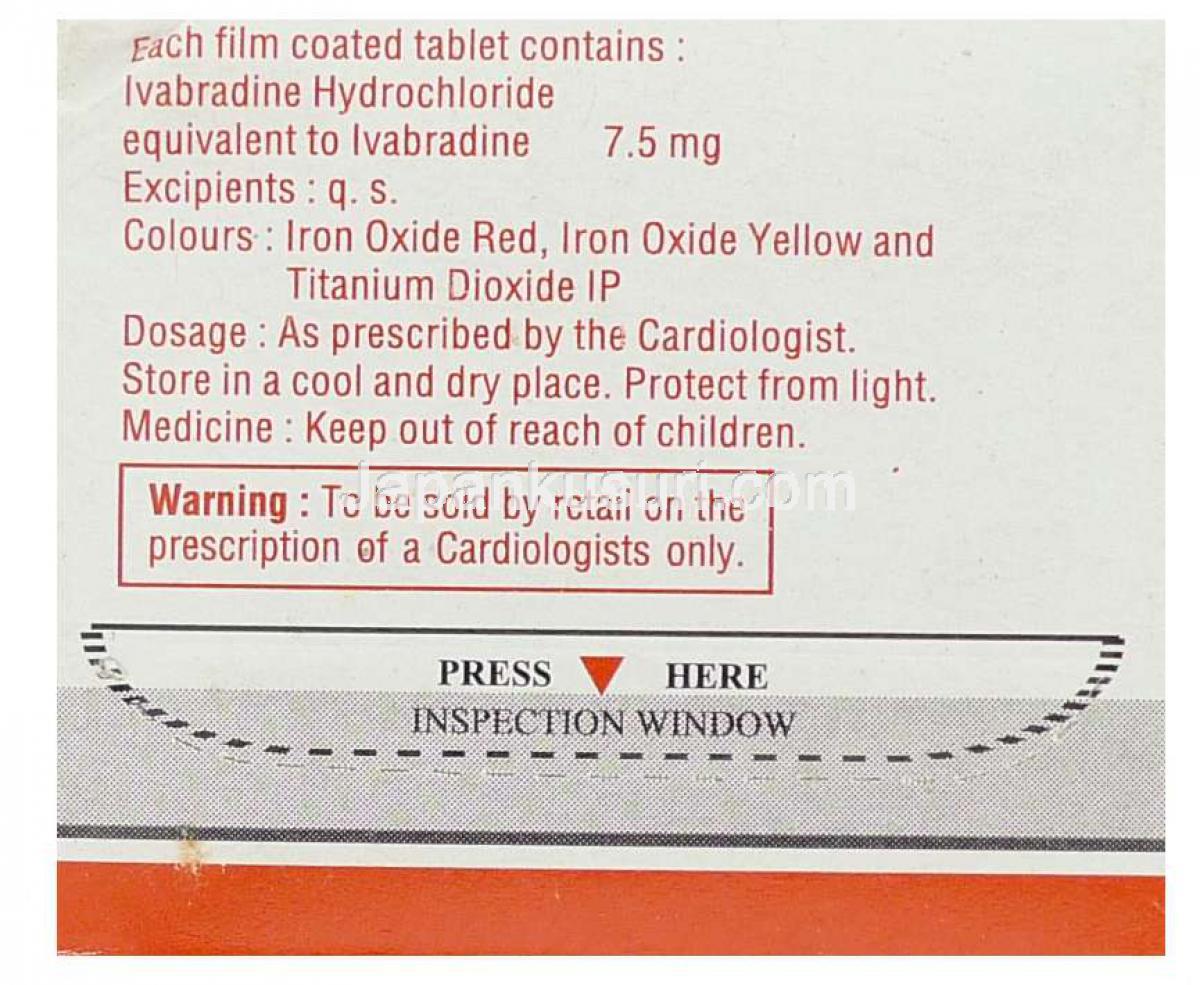 Each film coated tablet contains :
Ivabradine Hydrochloride
equivalent to Ivabradine 7.5 mg
Excipients : q. s.
Colours : Iron Oxide Red, Iron Oxide Yellow and
Titanium Dioxide IP
Dosage : As prescribed by the Cardiologist.
Store in a cool and dry place. Protect from light.
Medicine : Keep out of reach of children.
Japankusuri.com
Warning : To be sold by retail on the
prescription of a Cardiologists only.
PRESS HERE
INSPECTION WINDOW